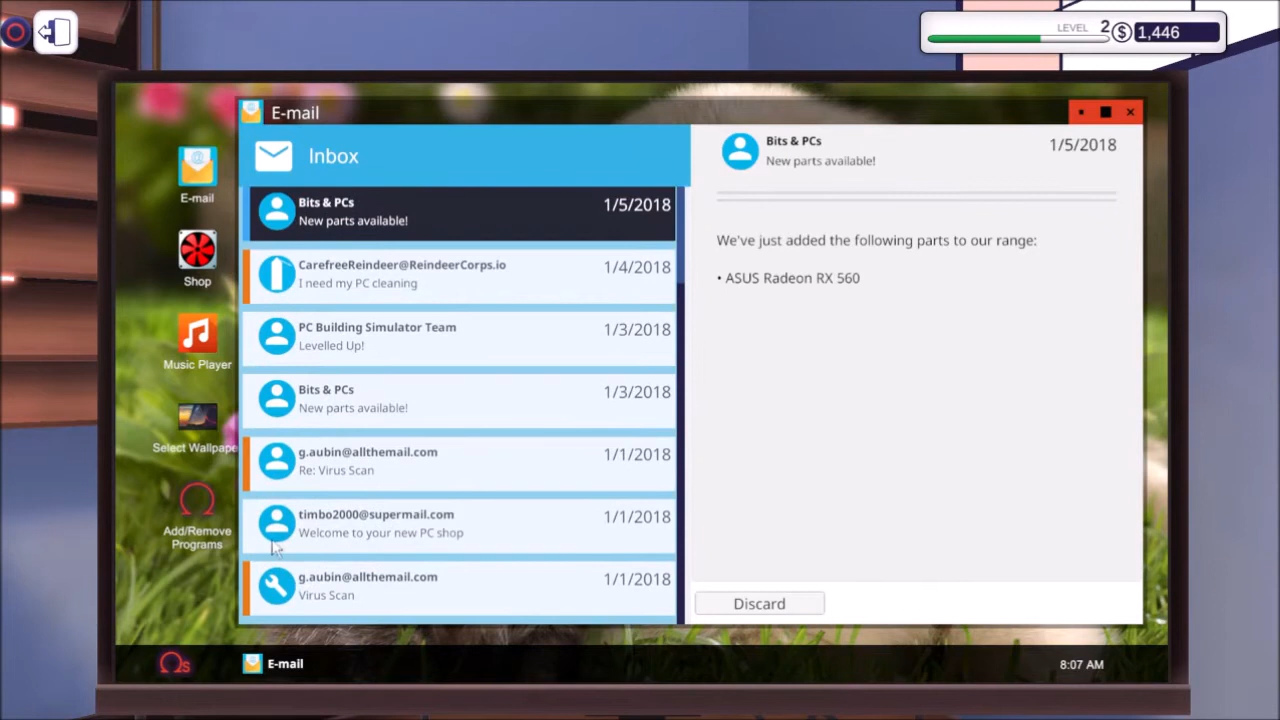 LEVEL 2 $ 1,446
E-mail
Inbox
E-mail
Shop
Music Player
Select Wallpape
Add/Remove
Programs
Bits & PCs
New parts available!
1/5/2018
CarefreeReindeer@ReindeerCorps.io
I need my PC cleaning
1/4/2018
PC Building Simulator Team
Levelled Up!
1/3/2018
Bits & PCs
New parts available!
1/3/2018
g.aubin@allthemail.com
Re: Virus Scan
1/1/2018
timbo2000@supermail.com
Welcome to your new PC shop
1/1/2018
g.aubin@allthemail.com
Virus Scan
1/1/2018
Bits & PCs
New parts available!
1/5/2018
We've just added the following parts to our range:
• ASUS Radeon RX 560
Discard
Ωs
E-mail
8:07 AM